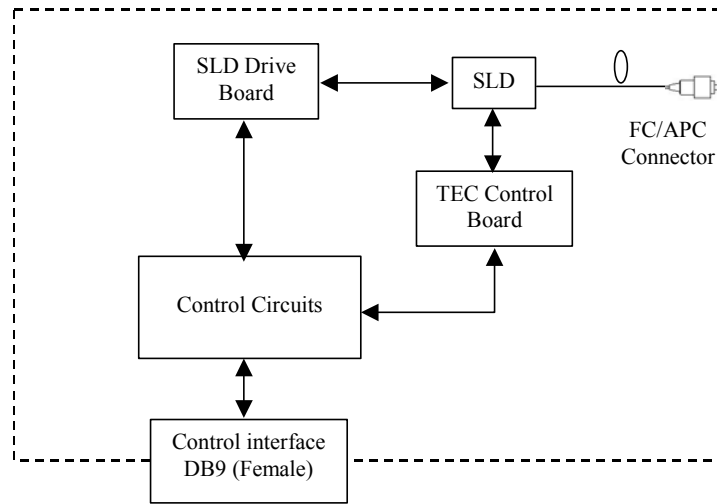 SLD Drive
Board
SLD
FC/APC
Connector
TEC Control
Board
Control Circuits
Control interface
DB9 (Female)